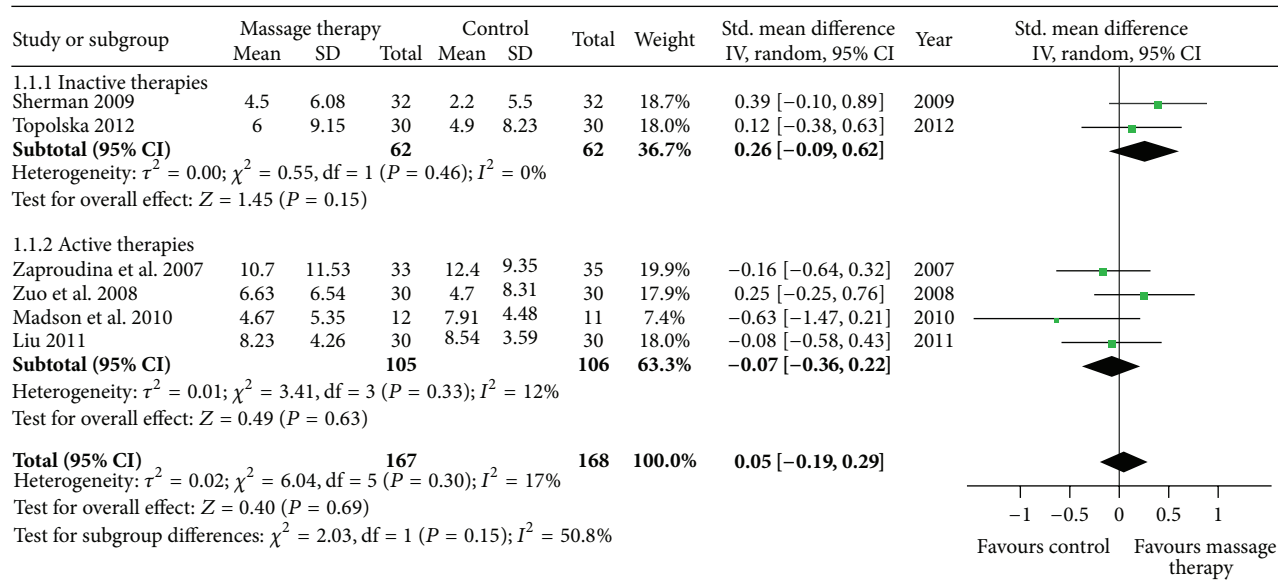 Study or subgroup Massage therapy Control Total Weight Std. mean difference Year Std. mean difference
Mean SD Total Mean SD IV, random, 95% CI IV, random, 95% CI
1.1.1 Inactive therapies
Sherman 2009 4.5 6.08 32 2.2 5.5 32 18.7% 0.39 [−0.10, 0.89] 2009
Topolska 2012 6 9.15 30 4.9 8.23 30 18.0% 0.12 [−0.38, 0.63] 2012
Subtotal (95% CI) 62 62 36.7% 0.26 [−0.09, 0.62]
Heterogeneity: τ² = 0.00; χ² = 0.55, df = 1 (P = 0.46); I² = 0%
Test for overall effect: Z = 1.45 (P = 0.15)
1.1.2 Active therapies
Zaproudina et al. 2007 10.7 11.53 33 12.4 9.35 35 19.9% −0.16 [−0.64, 0.32] 2007
Zuo et al. 2008 6.63 6.54 30 4.7 8.31 30 17.9% 0.25 [−0.25, 0.76] 2008
Madson et al. 2010 4.67 5.35 12 7.91 4.48 11 7.4% −0.63 [−1.47, 0.21] 2010
Liu 2011 8.23 4.26 30 8.54 3.59 30 18.0% −0.08 [−0.58, 0.43] 2011
Subtotal (95% CI) 105 106 63.3% −0.07 [−0.36, 0.22]
Heterogeneity: τ² = 0.01; χ² = 3.41, df = 3 (P = 0.33); I² = 12%
Test for overall effect: Z = 0.49 (P = 0.63)
Total (95% CI) 167 168 100.0% 0.05 [−0.19, 0.29]
Heterogeneity: τ² = 0.02; χ² = 6.04, df = 5 (P = 0.30); I² = 17%
Test for overall effect: Z = 0.40 (P = 0.69)
Test for subgroup differences: χ² = 2.03, df = 1 (P = 0.15); I² = 50.8%
−1 −0.5 0 0.5 1
Favours control Favours massage
therapy